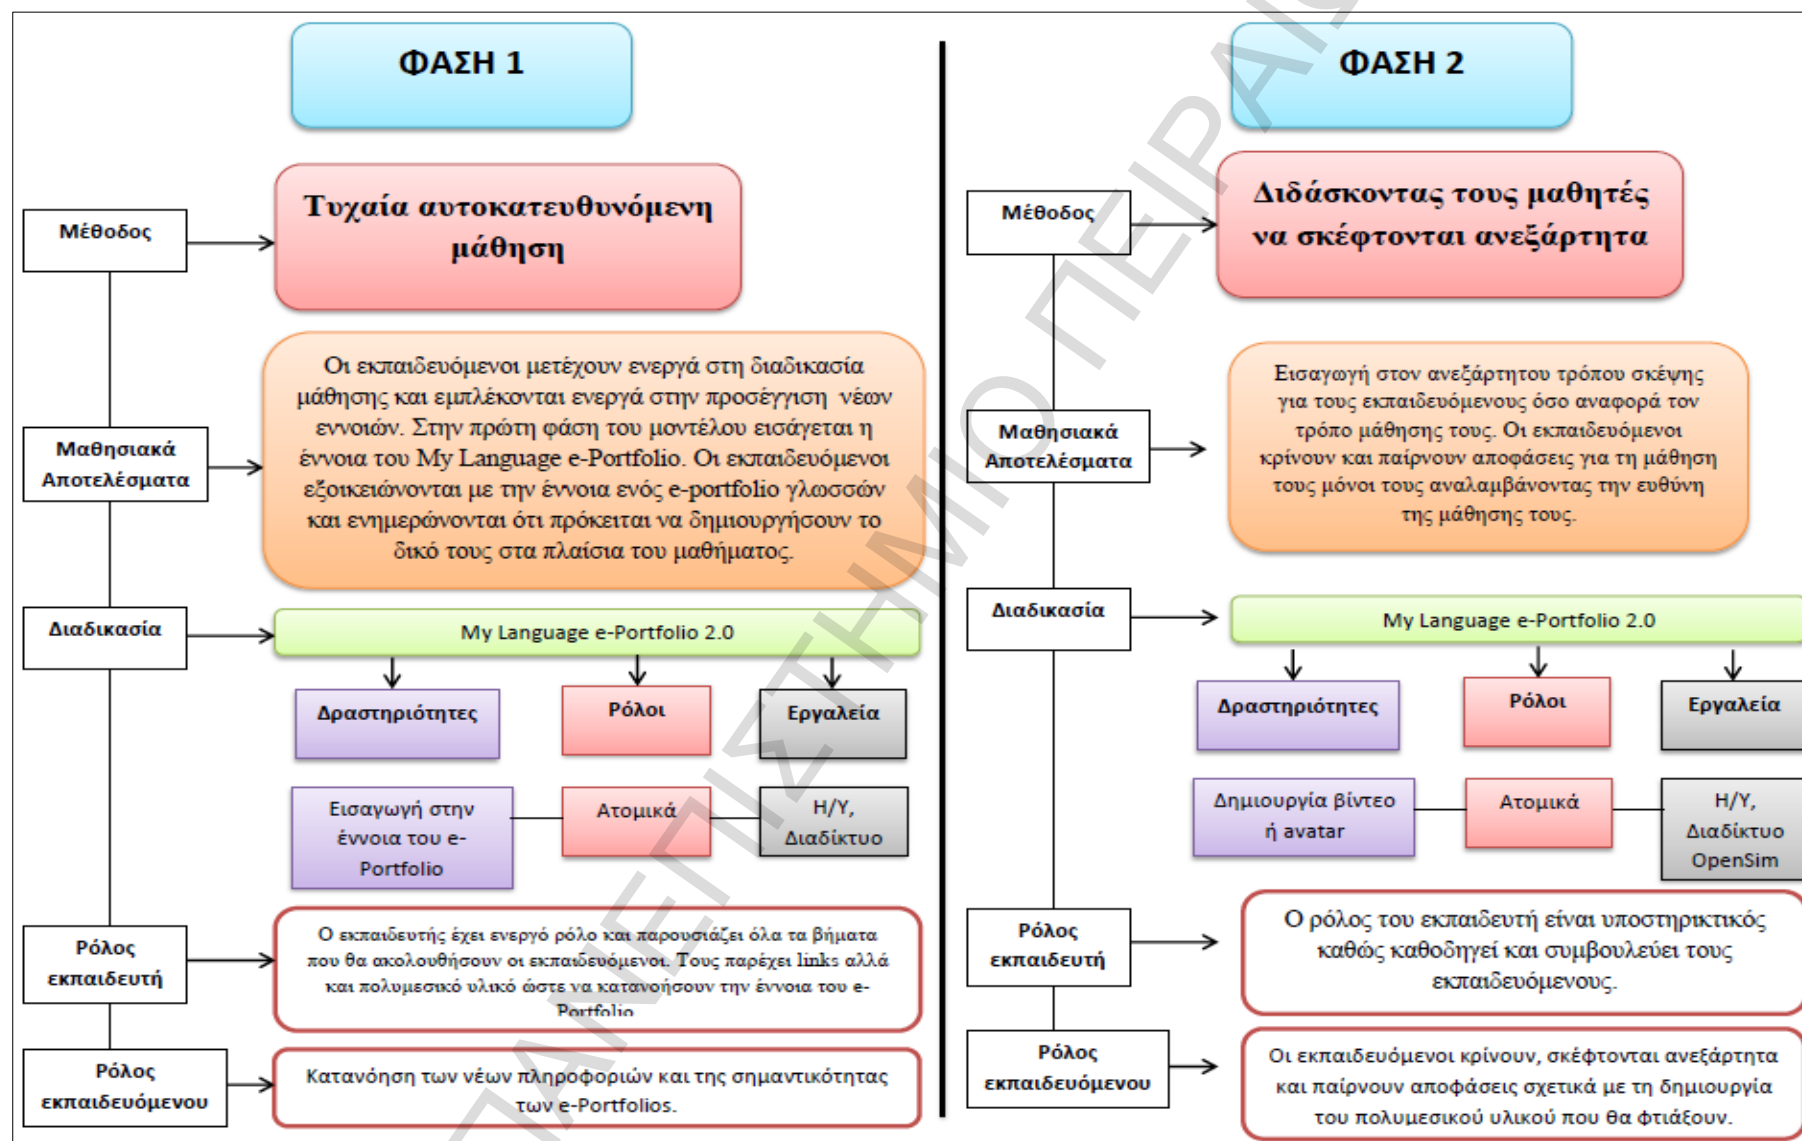 ΦΑΣΗ 1
Μέθοδος
Τυχαία αυτοκατευθυνόμενη
μάθηση
Μαθησιακά
Αποτελέσματα
Οι εκπαιδευόμενοι μετέχουν ενεργά στη διαδικασία
μάθησης και εμπλέκονται ενεργά στην προσέγγιση νέων
εννοιών. Στην πρώτη φάση του μοντέλου εισάγεται η
έννοια του My Language e-Portfolio. Οι εκπαιδευόμενοι
εξοικειώνονται με την έννοια ενός e-portfolio γλωσσών
και ενημερώνονται ότι πρόκειται να δημιουργήσουν το
δικό τους στα πλαίσια του μαθήματος.
Διαδικασία
My Language e-Portfolio 2.0
Δραστηριότητες
Ρόλοι
Εργαλεία
Εισαγωγή στην
έννοια του e-
Portfolio
Ατομικά
Η/Υ,
Διαδίκτυο
Ρόλος
εκπαιδευτή
Ο εκπαιδευτής έχει ενεργό ρόλο και παρουσιάζει όλα τα βήματα
που θα ακολουθήσουν οι εκπαιδευόμενοι. Τους παρέχει links αλλά
και πολυμεσικό υλικό ώστε να κατανοήσουν την έννοια του e-
Portfolio
Ρόλος
εκπαιδευόμενου
Κατανόηση των νέων πληροφοριών και της σημαντικότητας
των e-Portfolios.
ΦΑΣΗ 2
Μέθοδος
Διδάσκοντας τους μαθητές
να σκέφτονται ανεξάρτητα
Μαθησιακά
Αποτελέσματα
Εισαγωγή στον ανεξάρτητου τρόπου σκέψης
για τους εκπαιδευόμενους όσο αναφορά τον
τρόπο μάθησης τους. Οι εκπαιδευόμενοι
κρίνουν και παίρνουν αποφάσεις για τη μάθηση
τους μόνοι τους αναλαμβάνοντας την ευθύνη
της μάθησης τους.
Διαδικασία
My Language e-Portfolio 2.0
Δραστηριότητες
Ρόλοι
Εργαλεία
Δημιουργία βίντεο
ή avatar
Ατομικά
Η/Υ,
Διαδίκτυο
OpenSim
Ρόλος
εκπαιδευτή
Ο ρόλος του εκπαιδευτή είναι υποστηρικτικός
καθώς καθοδηγεί και συμβουλεύει τους
εκπαιδευόμενους.
Ρόλος
εκπαιδευόμενου
Οι εκπαιδευόμενοι κρίνουν, σκέφτονται ανεξάρτητα
και παίρνουν αποφάσεις σχετικά με τη δημιουργία
του πολυμεσικού υλικού που θα φτιάξουν.